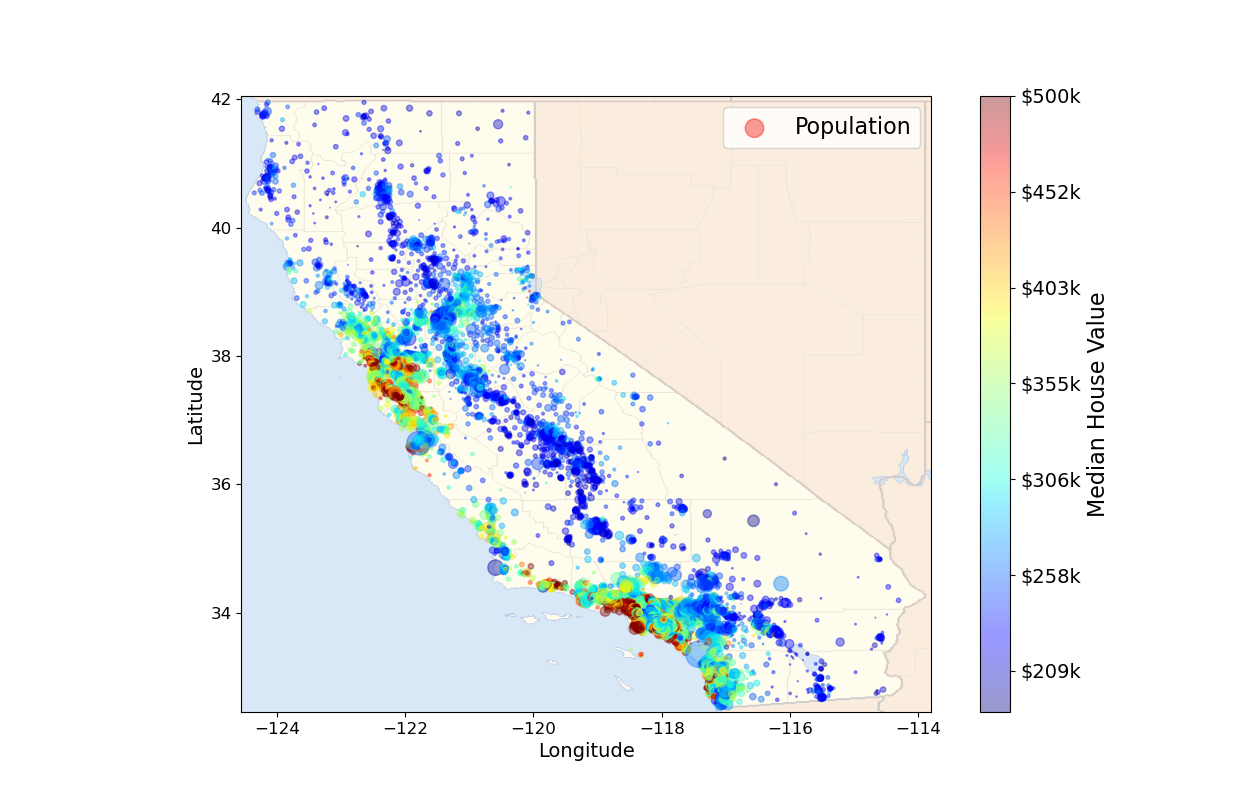 42
40
38
36
34
Latitude
−124
−122
−120
−118
−116
−114
Longitude
Population
$500k
$452k
$403k
$355k
$306k
$258k
$209k
Median House Value